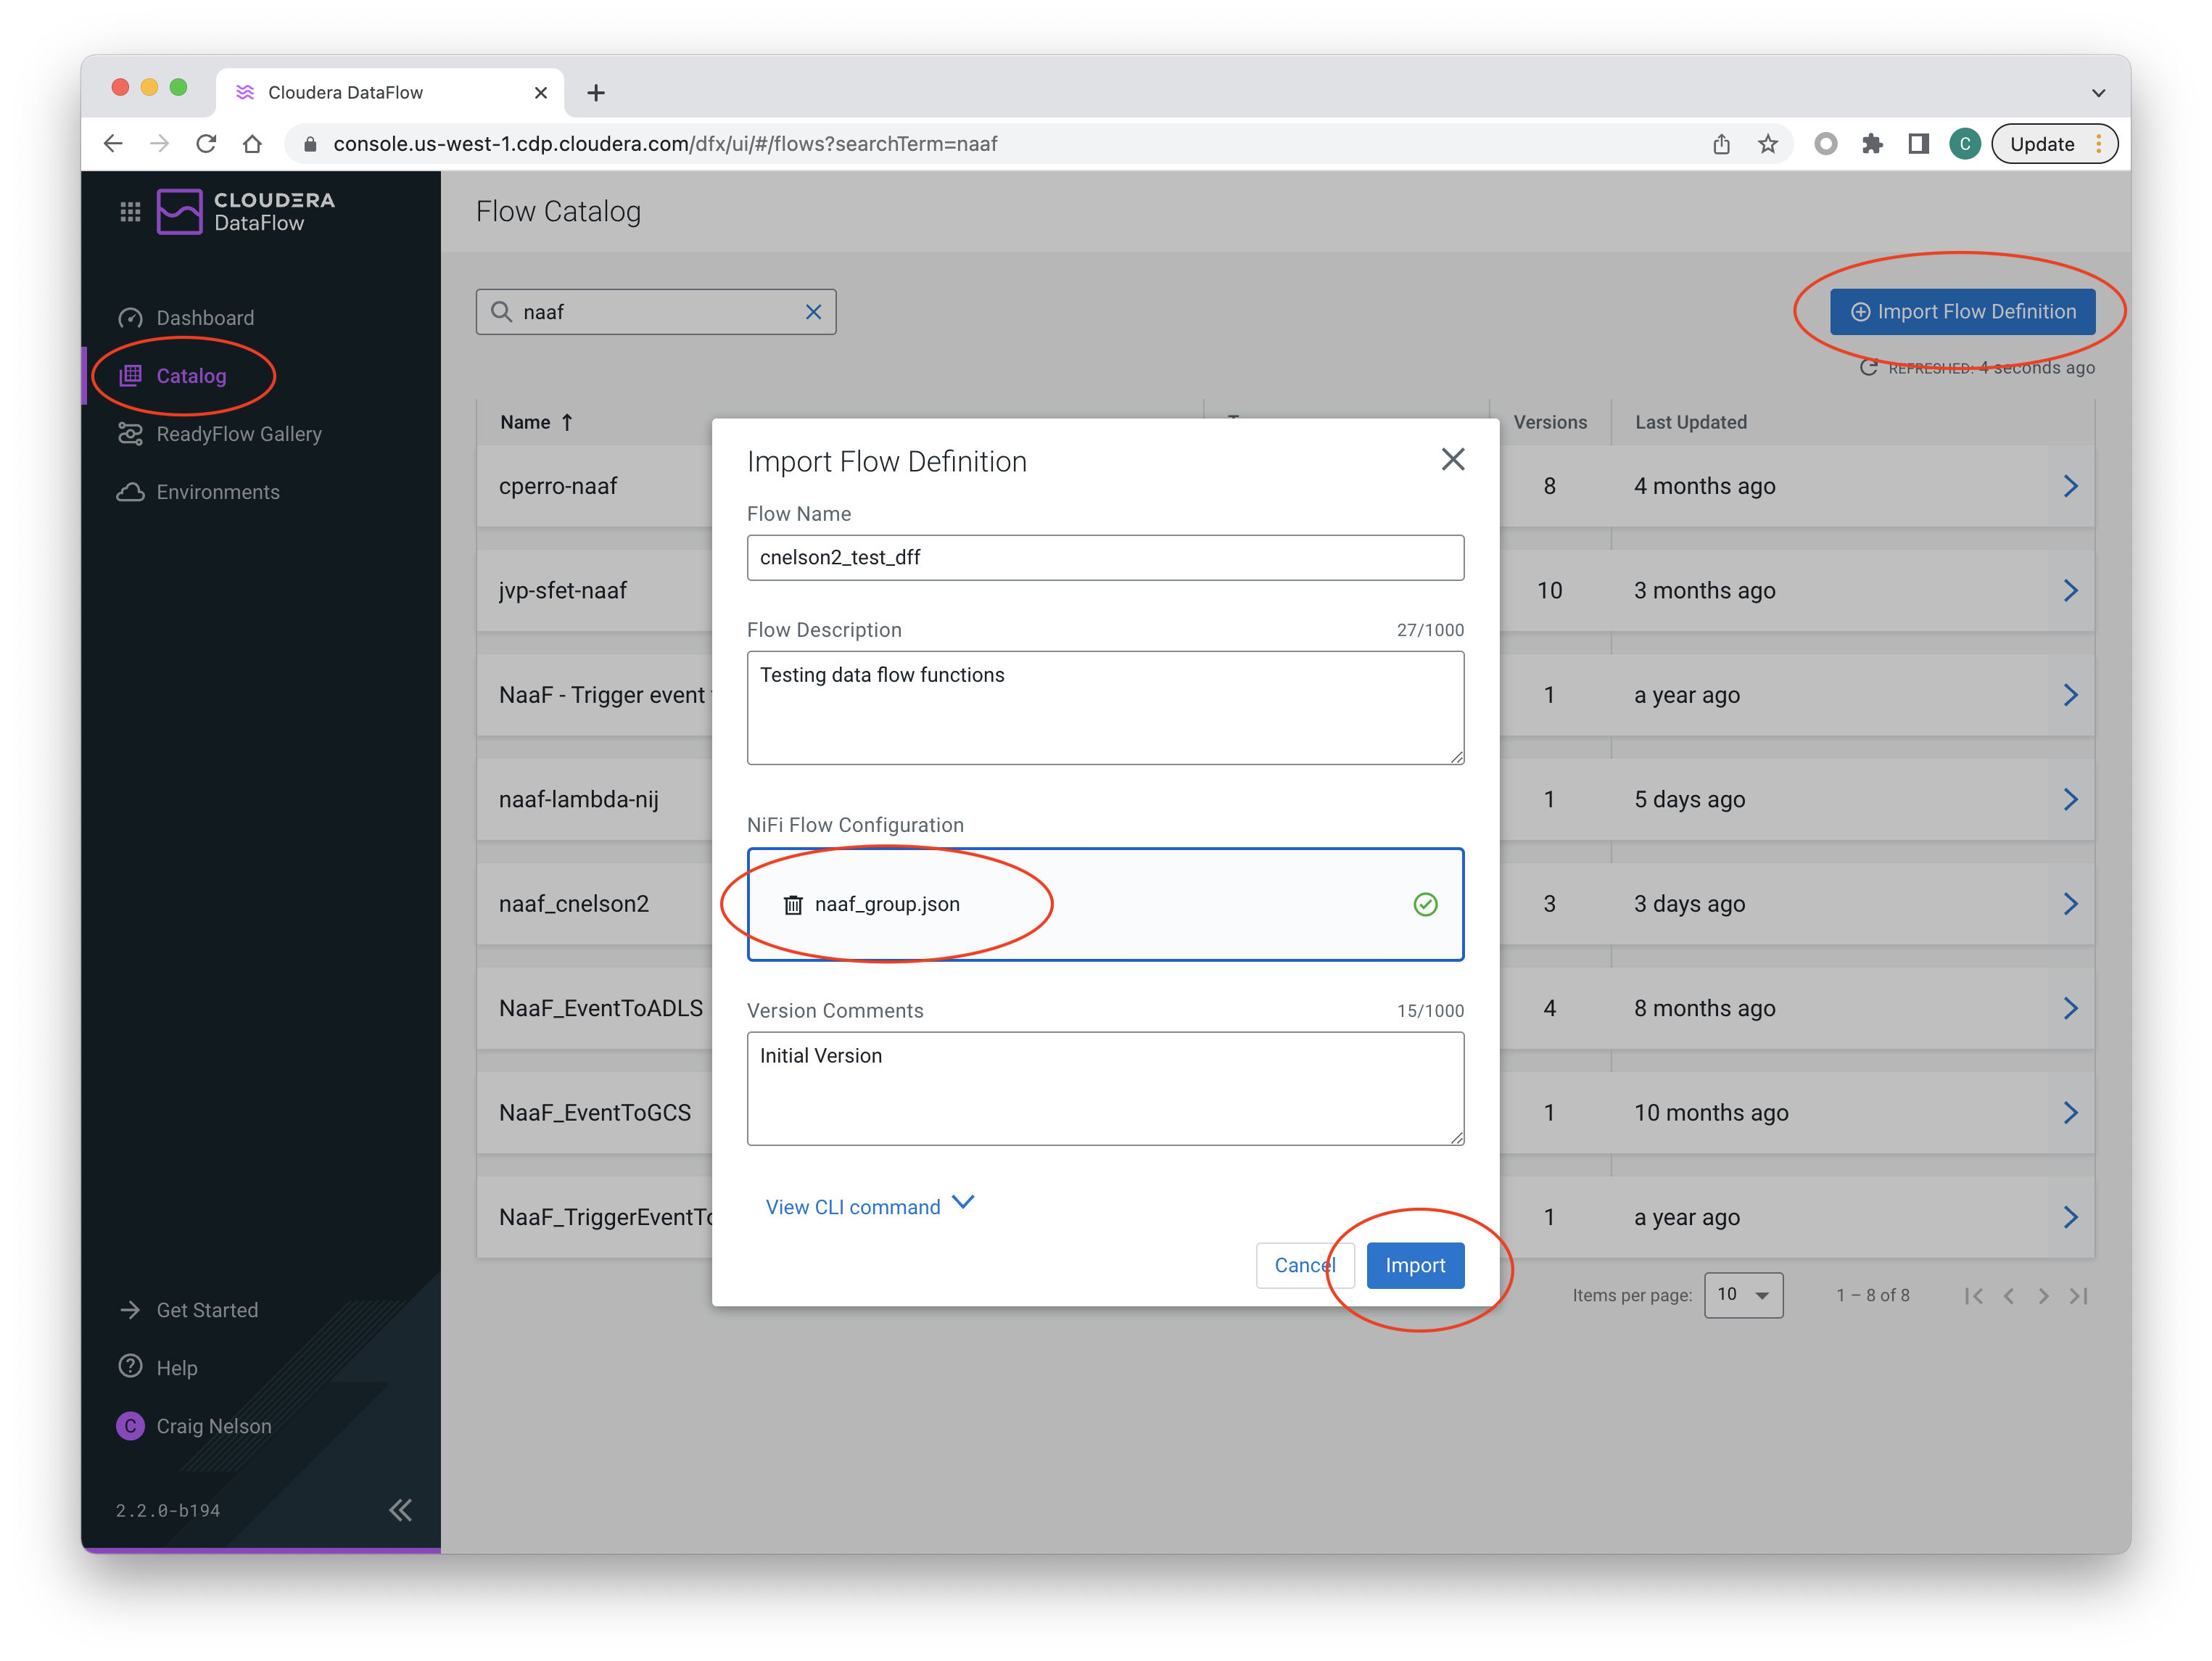 Cloudera DataFlow
console.us-west-1.cdp.cloudera.com/dfx/ui/#/flows?searchTerm=naaf
C
Update
CLOUDERA
DataFlow
Dashboard
Catalog
ReadyFlow Gallery
Environments
Get Started
Help
C Craig Nelson
2.2.0-b194
Flow Catalog
naaf
Import Flow Definition
REFRESHED: 4 seconds ago
Name Versions Last Updated
cperro-naaf 8 4 months ago
jvp-sfet-naaf 10 3 months ago
NaaF - Trigger event 1 a year ago
naaf-lambda-nij 1 5 days ago
naaf_cnelson2 3 3 days ago
NaaF_EventToADLS 4 8 months ago
NaaF_EventToGCS 1 10 months ago
NaaF_TriggerEventTo 1 a year ago
Items per page: 10 1 – 8 of 8
Import Flow Definition
Flow Name
cnelson2_test_dff
Flow Description 27/1000
Testing data flow functions
NiFi Flow Configuration
naaf_group.json
Version Comments 15/1000
Initial Version
View CLI command
Cancel Import